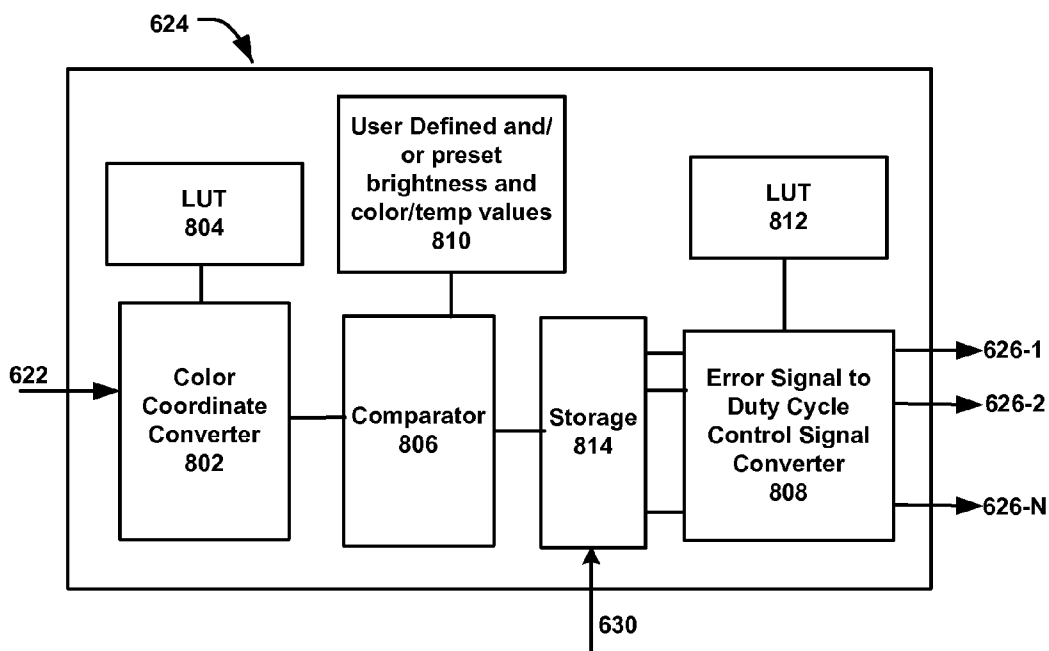 624
User Defined and/
or preset
brightness and
color/temp values
810
LUT
804
LUT
812
622
Color
Coordinate
Converter
802
Comparator
806
Storage
814
Error Signal to
Duty Cycle
Control Signal
Converter
808
626-1
626-2
626-N
630